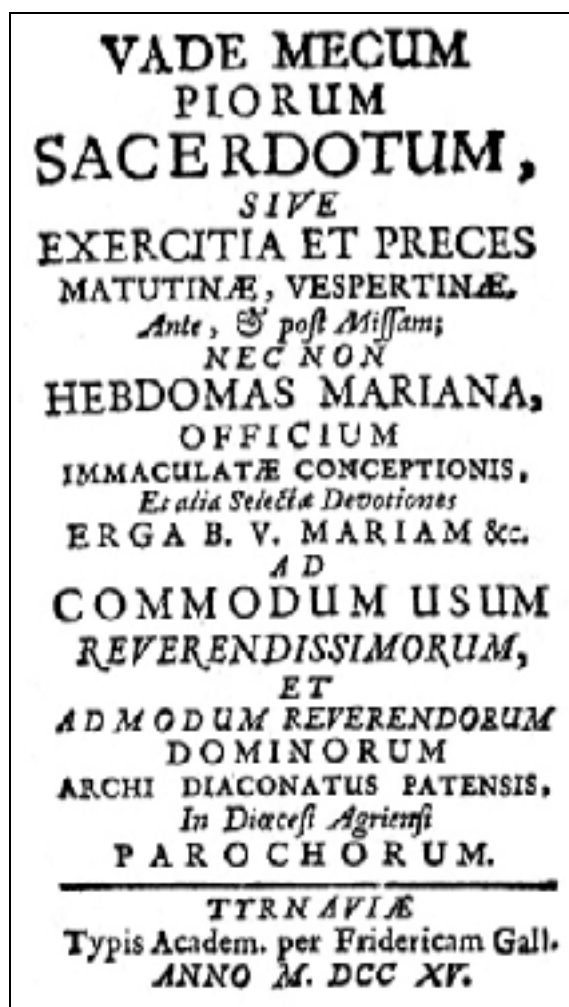 VADE MECUM
PIORUM
SACERDOTUM,
SIVE
EXERCITIA ET PRECES
MATUTINÆ, VESPERTINÆ.
Ante, & poſt Miſſam;
NEC NON
HEBDOMAS MARIANA,
OFFICIUM
IMMACULATÆ CONCEPTIONIS,
Et alia Selectæ Devotiones
ERGA B. V. MARIAM &c.
AD
COMMODUM USUM
REVERENDISSIMORUM,
ET
ADMODUM REVERENDORUM
DOMINORUM
ARCHI DIACONATUS PATENSIS,
In Diœceſi Agrienſi
PAROCHORUM.
TYRNAVIÆ
Typis Academ. per Fridericam Gall.
ANNO M. DCC XV.